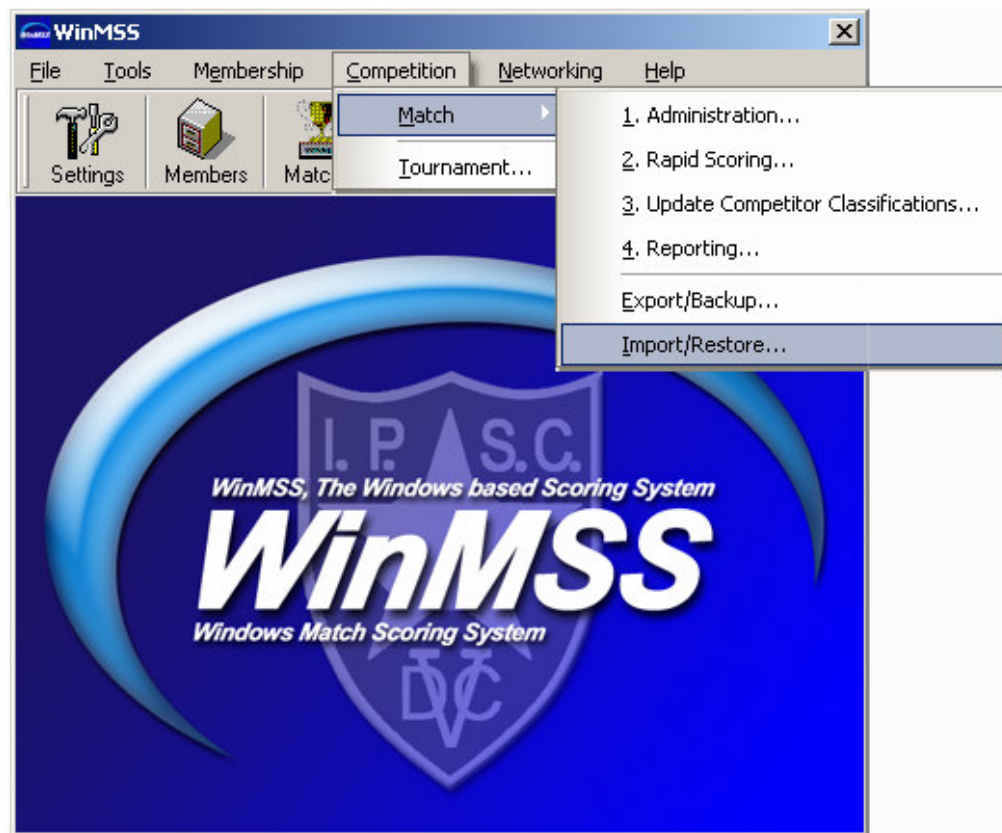 WinMSS
File Tools Membership Competition Networking Help
Settings Members Matc
Match
Tournament...
1. Administration...
2. Rapid Scoring...
3. Update Competitor Classifications...
4. Reporting...
Export/Backup...
Import/Restore...
I. P. S.C.
WinMSS, The Windows based Scoring System
WinMSS
Windows Match Scoring System
DVC